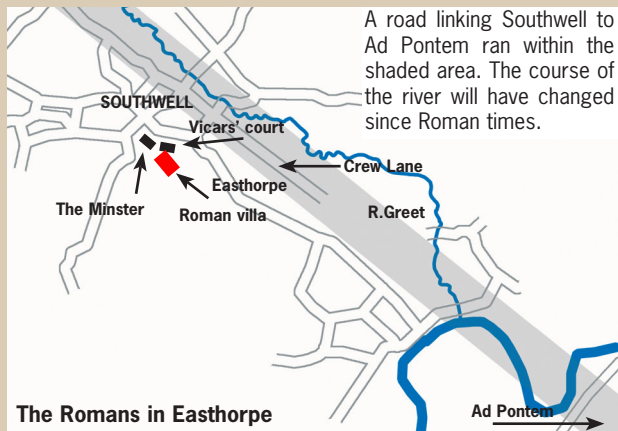 A road linking Southwell to
Ad Pontem ran within the
shaded area. The course of
the river will have changed
since Roman times.
SOUTHWELL
Vicars' court
Crew Lane
Easthorpe
The Minster
Roman villa
R.Greet
The Romans in Easthorpe
Ad Pontem